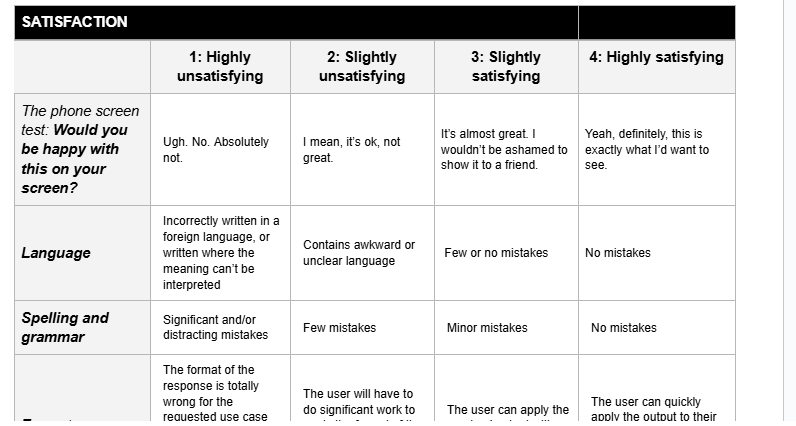 SATISFACTION
1: Highly
unsatisfying
2: Slightly
unsatisfying
3: Slightly
satisfying
4: Highly satisfying
The phone screen
test: Would you
be happy with
this on your
screen?
Ugh. No. Absolutely
not.
I mean, it's ok, not
great.
It's almost great. I
wouldn't be ashamed to
show it to a friend.
Yeah, definitely, this is
exactly what I'd want to
see.
Language
Incorrectly written in a
foreign language, or
written where the
meaning can't be
interpreted
Contains awkward or
unclear language
Few or no mistakes
No mistakes
Spelling and
grammar
Significant and/or
distracting mistakes
Few mistakes
Minor mistakes
No mistakes
The format of the
response is totally
wrong for the
requested use case
The user will have to
do significant work to
The user can apply the
The user can quickly
apply the output to their